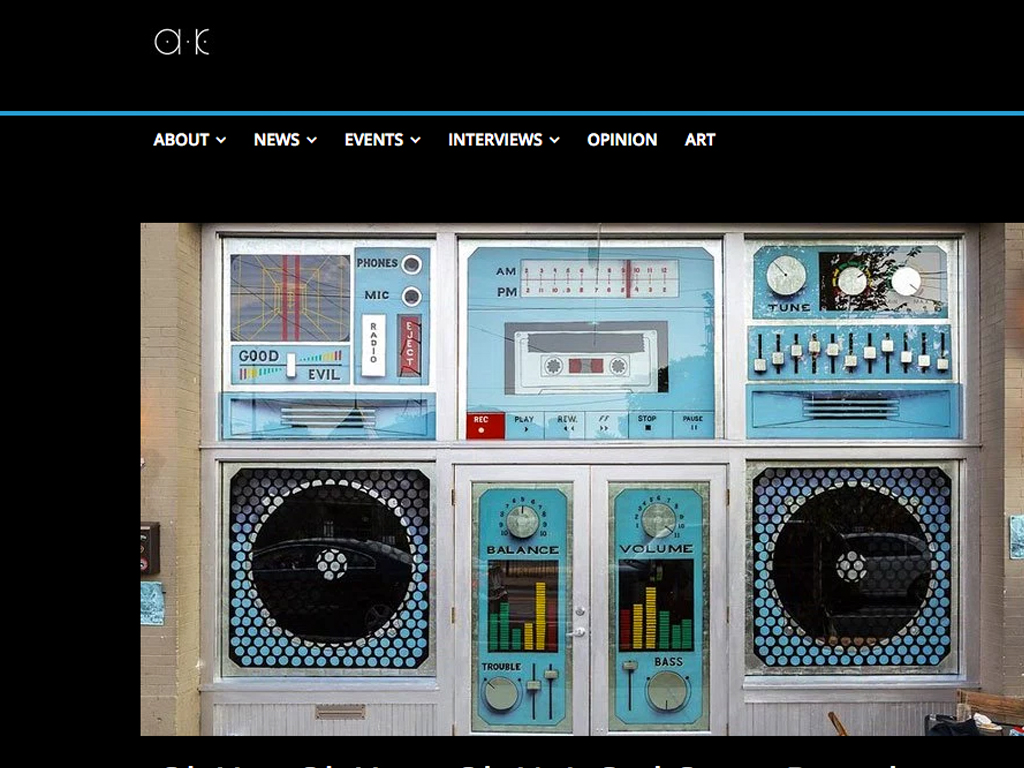 a·k
ABOUT NEWS EVENTS INTERVIEWS OPINION ART
PHONES
MIC
RADIO
EJECT
GOOD
EVIL
AM
PM
REC PLAY REW. FF STOP PAUSE
TUNE
BALANCE
VOLUME
TROUBLE
BASS